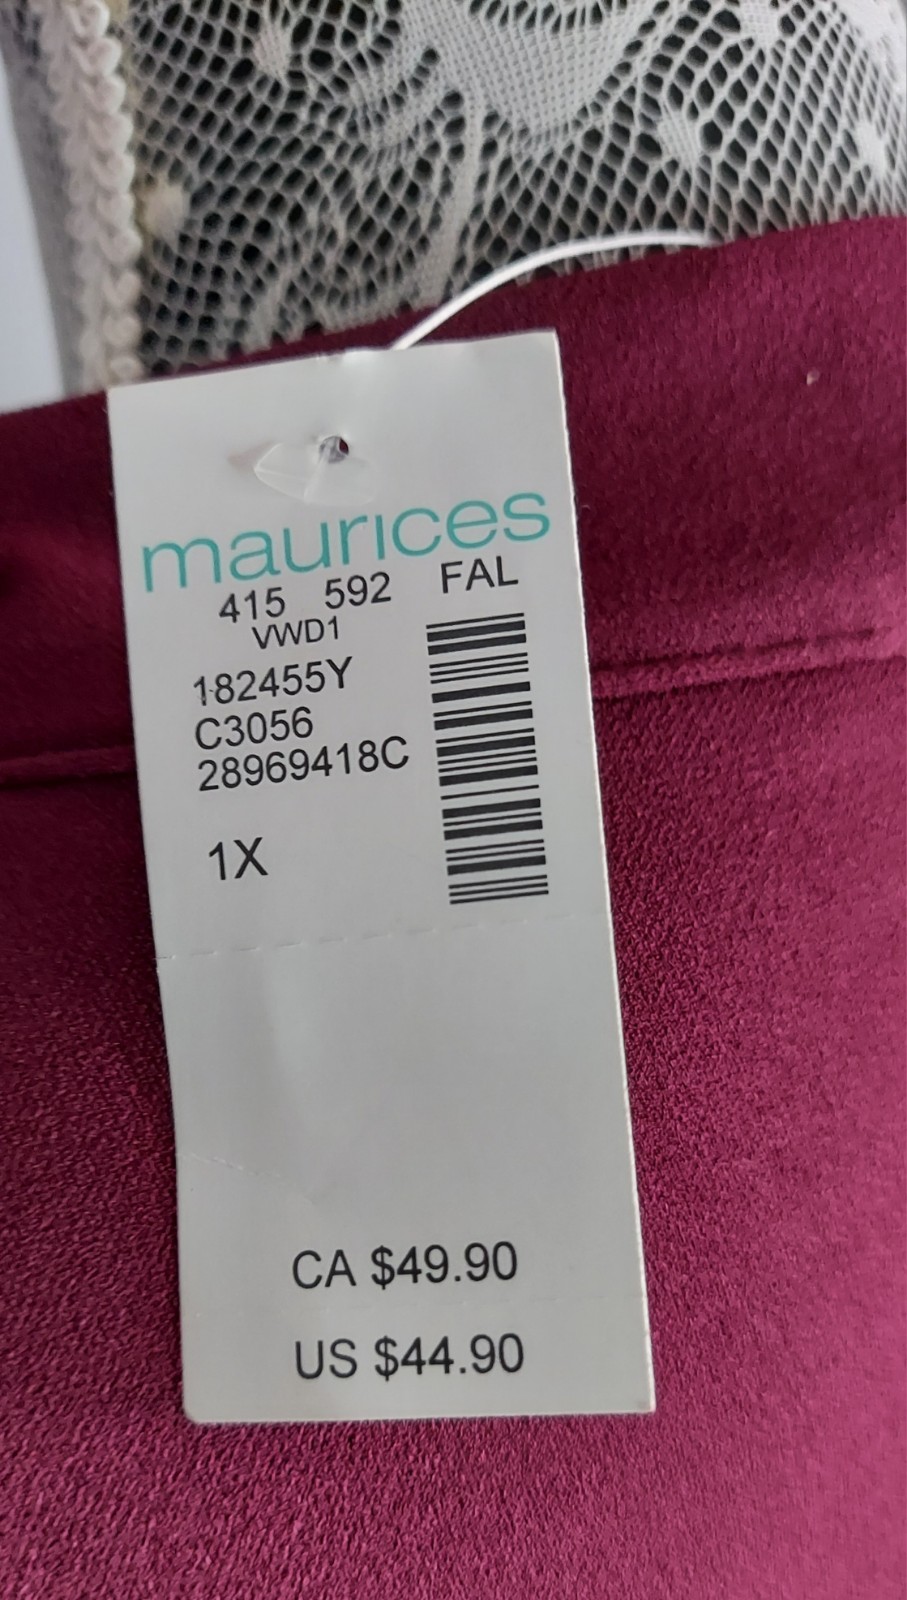 maurices
415 592 FAL
VWD1
182455Y
C3056
28969418C
1X
CA $49.90
US $44.90